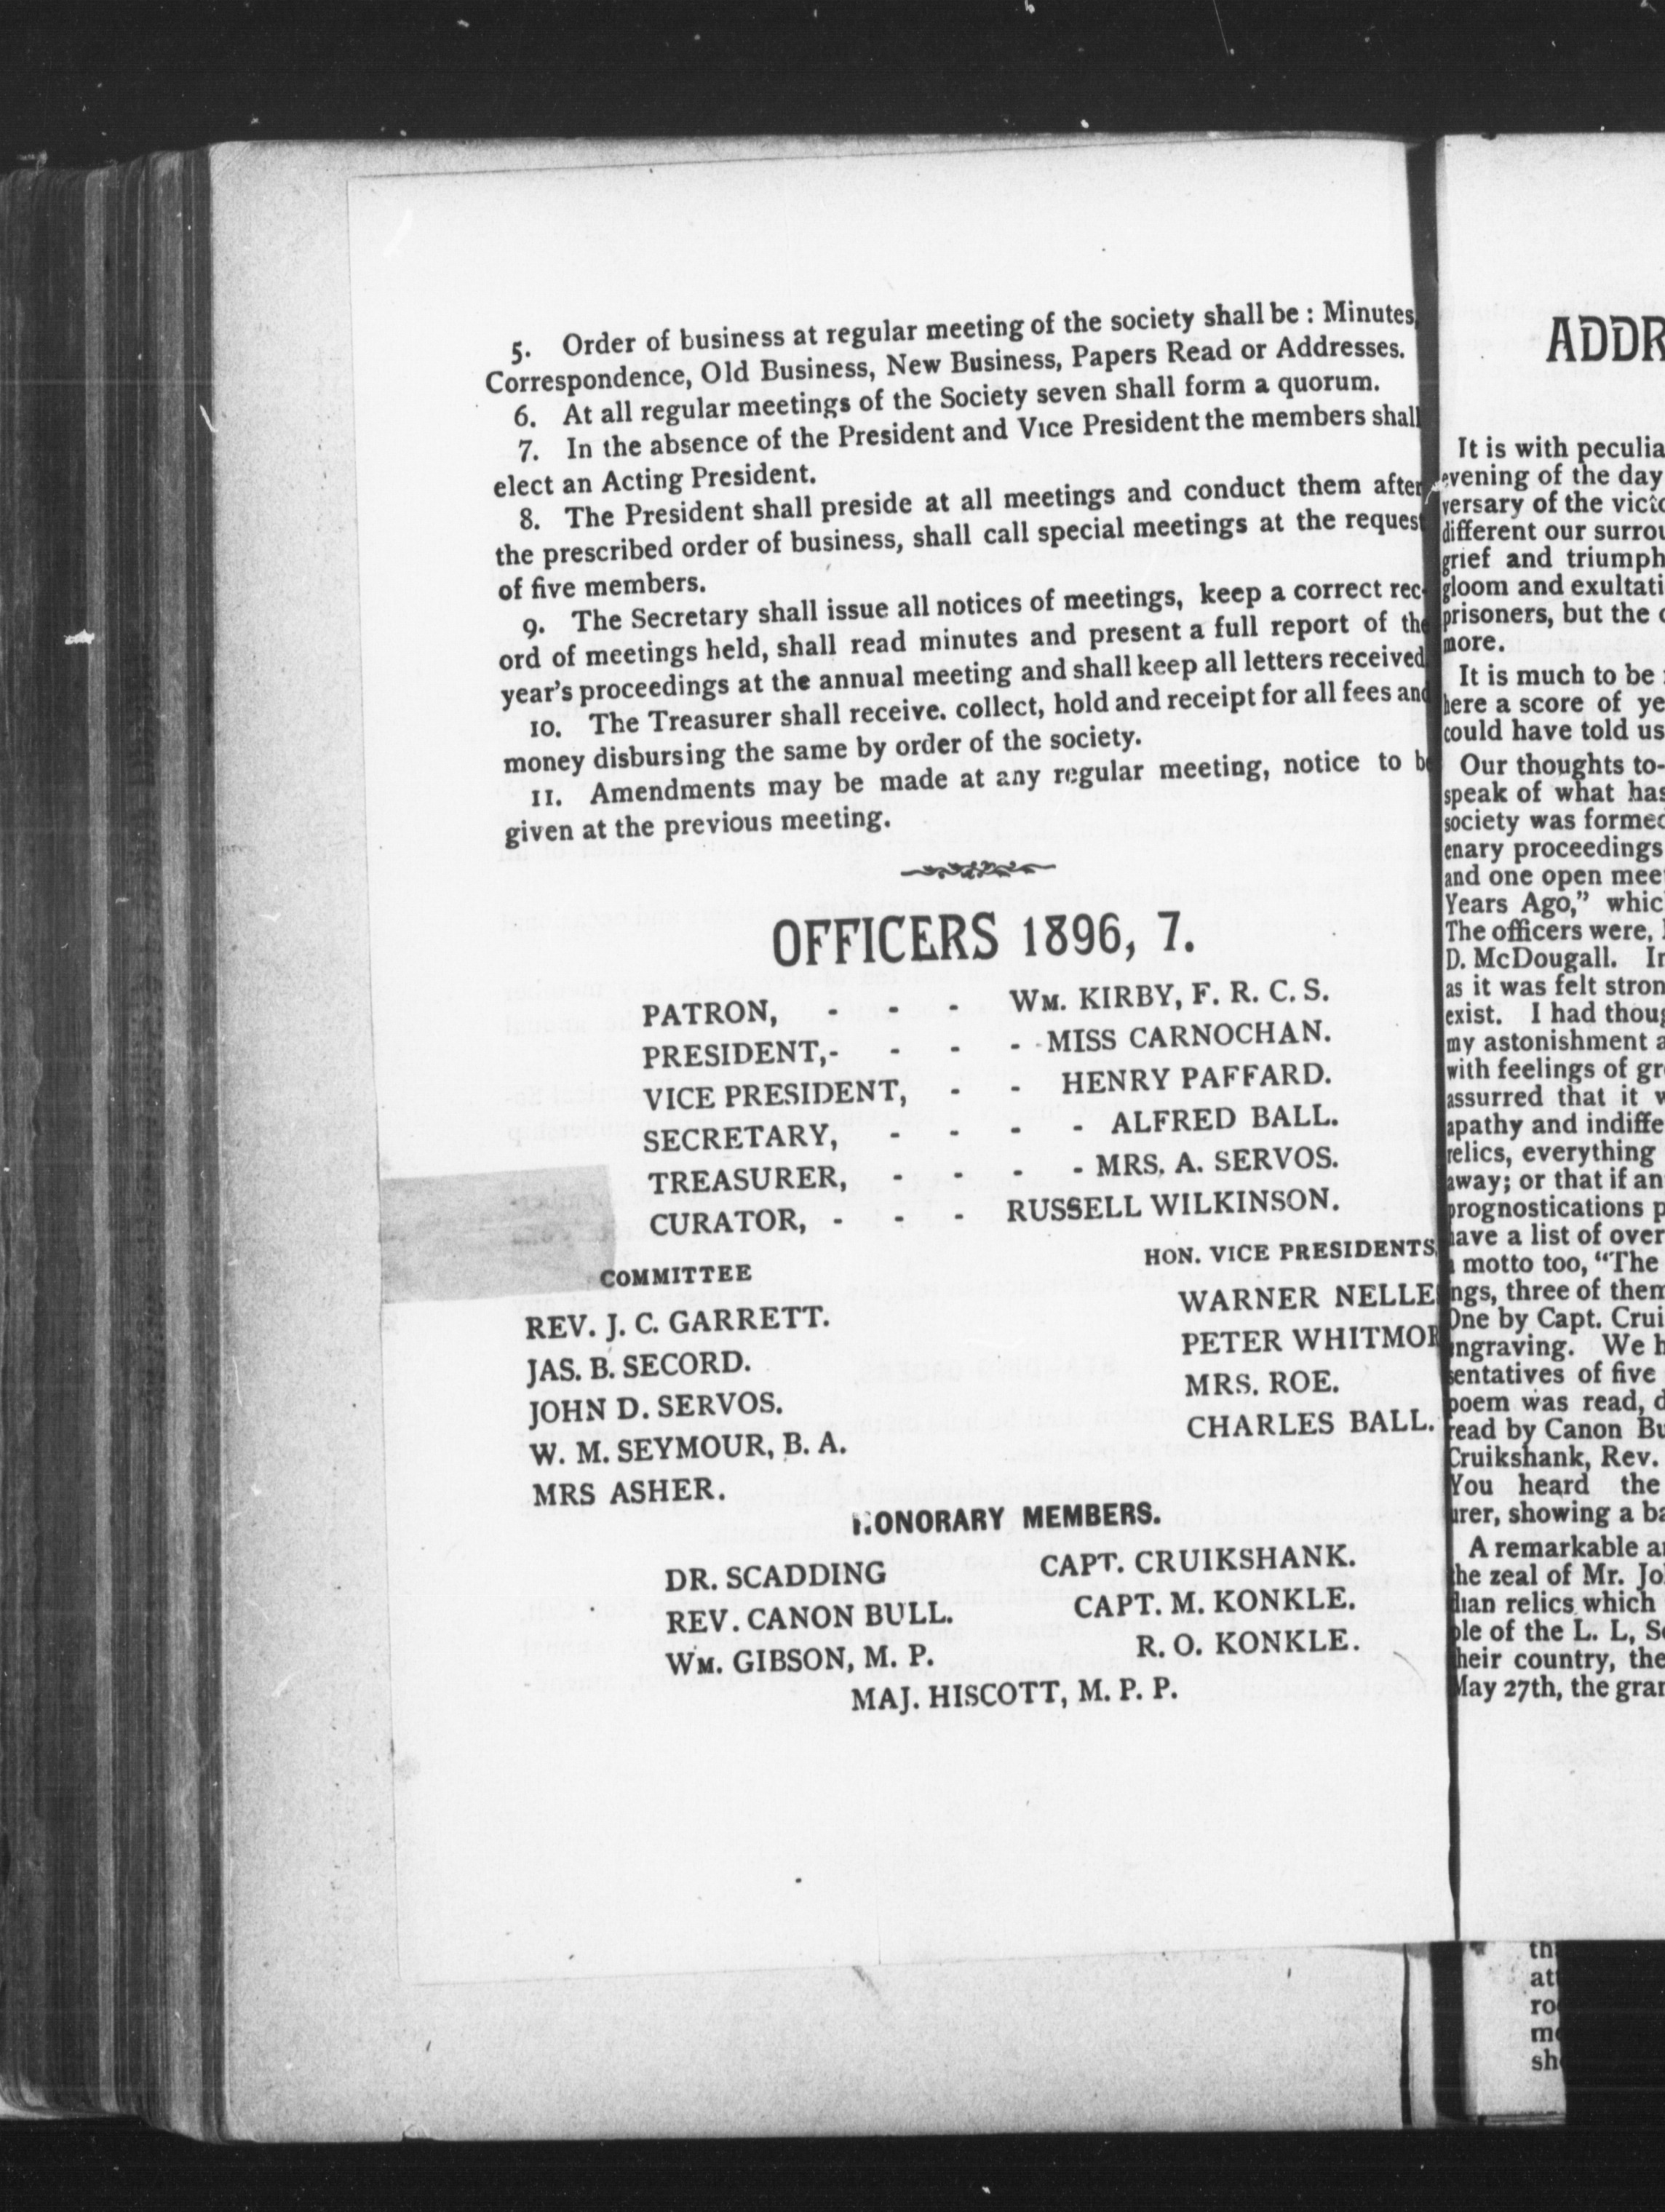 5. Order of business at regular meeting of the society shall be : Minutes,
Correspondence, Old Business, New Business, Papers Read or Addresses.
6. At all regular meetings of the Society seven shall form a quorum.
7. In the absence of the President and Vice President the members shall
elect an Acting President.
8. The President shall preside at all meetings and conduct them after
the prescribed order of business, shall call special meetings at the request
of five members.
9. The Secretary shall issue all notices of meetings, keep a correct rec-
ord of meetings held, shall read minutes and present a full report of the
year's proceedings at the annual meeting and shall keep all letters received.
10. The Treasurer shall receive. collect, hold and receipt for all fees and
money disbursing the same by order of the society.
11. Amendments may be made at any regular meeting, notice to be
given at the previous meeting.
OFFICERS 1896, 7.
PATRON, - - - WM. KIRBY, F. R. C. S.
PRESIDENT,- - - - MISS CARNOCHAN.
VICE PRESIDENT, - - HENRY PAFFARD.
SECRETARY, - - - - ALFRED BALL.
TREASURER, - - - - MRS. A. SERVOS.
CURATOR, - - - RUSSELL WILKINSON.
COMMITTEE
REV. J. C. GARRETT.
JAS. B. SECORD.
JOHN D. SERVOS.
W. M. SEYMOUR, B. A.
MRS ASHER.
HON. VICE PRESIDENTS.
WARNER NELLE
PETER WHITMOR
MRS. ROE.
CHARLES BALL.
HONORARY MEMBERS.
DR. SCADDING CAPT. CRUIKSHANK.
REV. CANON BULL. CAPT. M. KONKLE.
WM. GIBSON, M. P. R. O. KONKLE.
MAJ. HISCOTT, M. P. P.
ADDR
It is with peculia
evening of the day
versary of the victo
different our surrou
grief and triumph
gloom and exultati
prisoners, but the
more.
It is much to be
here a score of ye
could have told us
Our thoughts to-
speak of what has
society was formed
enary proceedings
and one open mee
Years Ago," whic
The officers were,
D. McDougall. In
as it was felt stron
exist. I had thoug
my astonishment a
with feelings of gr
assurred that it w
apathy and indiffe
relics, everything
away; or that if an
prognostications p
have a list of over
a motto too, "The
ings, three of them
One by Capt. Crui
engraving. We h
sentatives of five
poem was read, d
read by Canon Bu
Cruikshank, Rev.
You heard the
urer, showing a ba
A remarkable a
the zeal of Mr. Jo
dian relics which
ple of the L. L, S
their country, the
May 27th, the gran
th
att
ro
me
sh